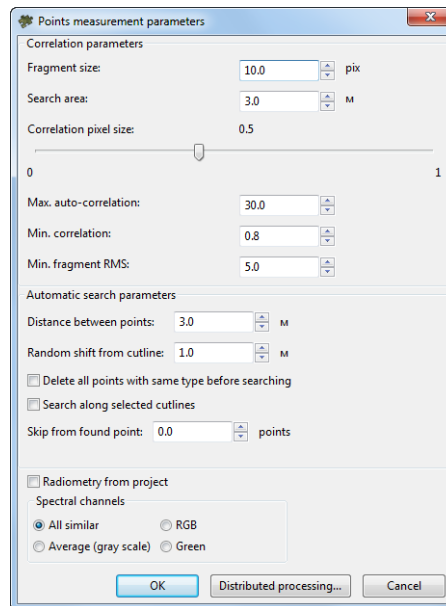 Points measurement parameters
Correlation parameters
Fragment size: 10.0 pix
Search area: 3.0 м
Correlation pixel size: 0.5
0 1
Max. auto-correlation: 30.0
Min. correlation: 0.8
Min. fragment RMS: 5.0
Automatic search parameters
Distance between points: 3.0 м
Random shift from cutline: 1.0 м
Delete all points with same type before searching
Search along selected cutlines
Skip from found point: 0.0 points
Radiometry from project
Spectral channels
All similar RGB
Average (gray scale) Green
OK Distributed processing... Cancel